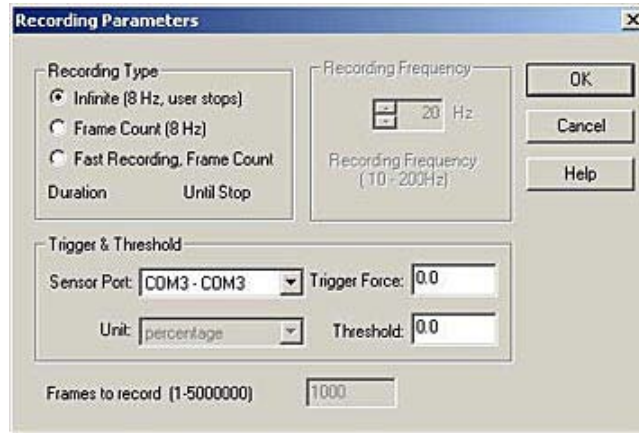 Recording Parameters
Recording Type
Infinite (8 Hz, user stops)
Frame Count (8 Hz)
Fast Recording, Frame Count
Duration Until Stop
Recording Frequency
20 Hz
Recording Frequency
(10 - 200Hz)
OK
Cancel
Help
Trigger & Threshold
Sensor Port: COM3 - COM3 Trigger Force: 0.0
Unit: percentage Threshold: 0.0
Frames to record (1-5000000) 1000